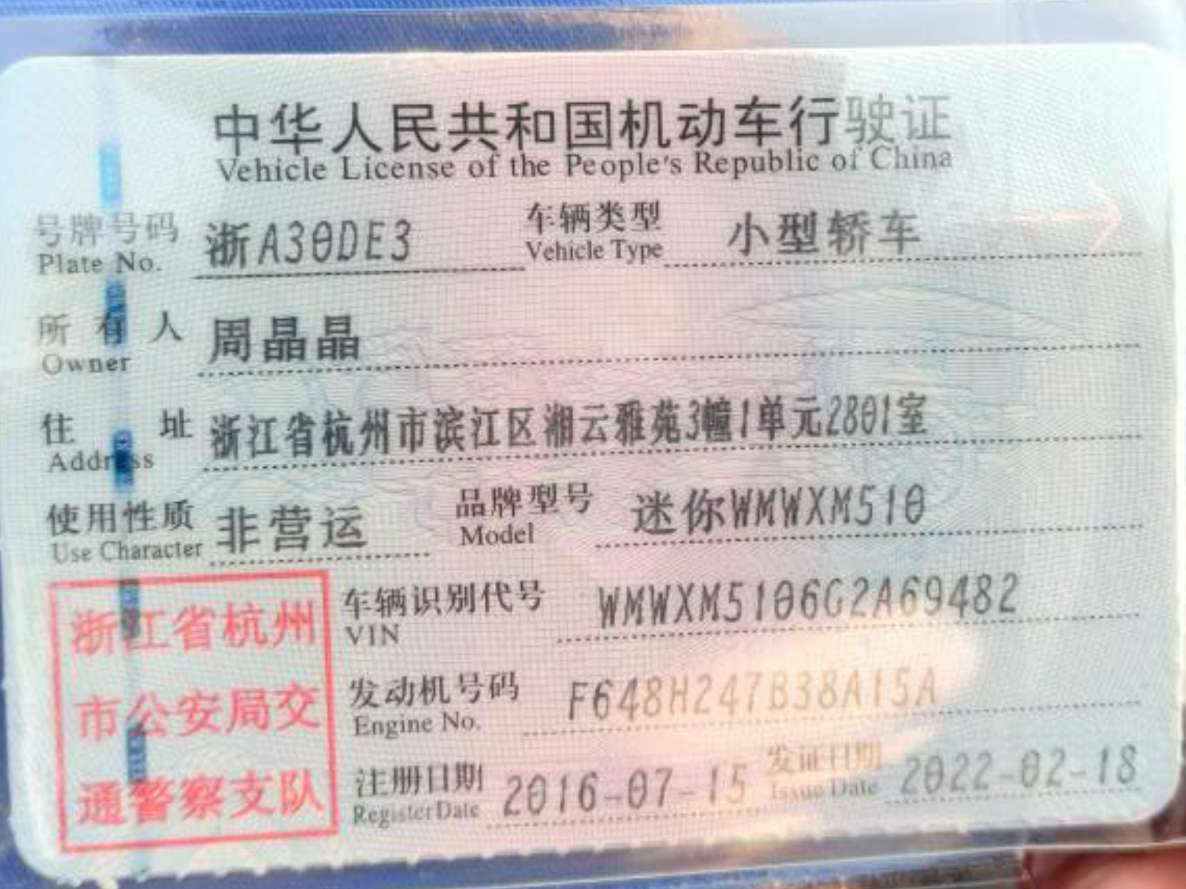 中华人民共和国机动车行驶证
Vehicle License of the People's Republic of China
号牌号码 浙A30DE3 车辆类型 小型轿车
Plate No. Vehicle Type
所有人 周晶晶
Owner
住址 浙江省杭州市滨江区湘云雅苑3幢1单元2801室
Address
使用性质 非营运 品牌型号 迷你WMWXM510
Use Character Model
浙江省杭州
市公安局交
通警察支队
车辆识别代号 WMWXM5106G2A69482
VIN
发动机号码 F648H247B38A15A
Engine No.
注册日期 2016-07-15 发证日期 2022-02-18
Register Date Issue Date